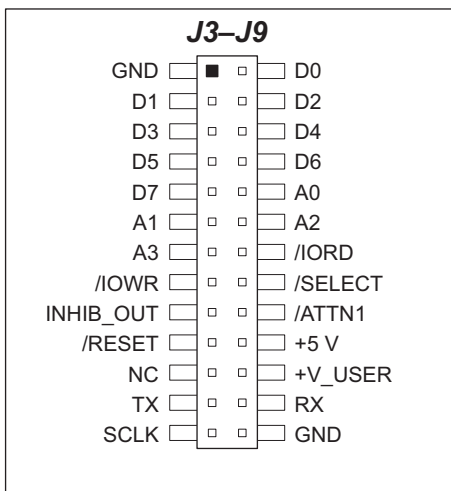 J3–J9
GND D0
D1 D2
D3 D4
D5 D6
D7 A0
A1 A2
A3 /IORD
/IOWR /SELECT
INHIB_OUT /ATTN1
/RESET +5 V
NC +V_USER
TX RX
SCLK GND